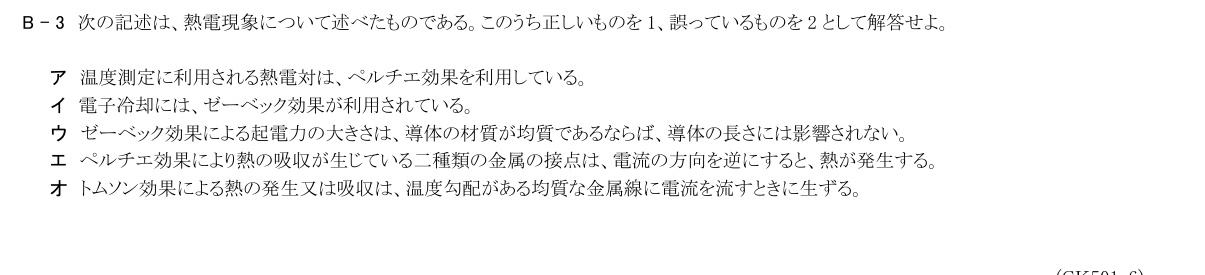 B－3 次の記述は、熱電現象について述べたものである。このうち正しいものを1、誤っているものを2として解答せよ。
ア 温度測定に利用される熱電対は、ペルチエ効果を利用している。
イ 電子冷却には、ゼーベック効果が利用されている。
ウ ゼーベック効果による起電力の大きさは、導体の材質が均質であるならば、導体の長さには影響されない。
エ ペルチエ効果により熱の吸収が生じている二種類の金属の接点は、電流の方向を逆にすると、熱が発生する。
オ トムソン効果による熱の発生又は吸収は、温度勾配がある均質な金属線に電流を流すときに生ずる。